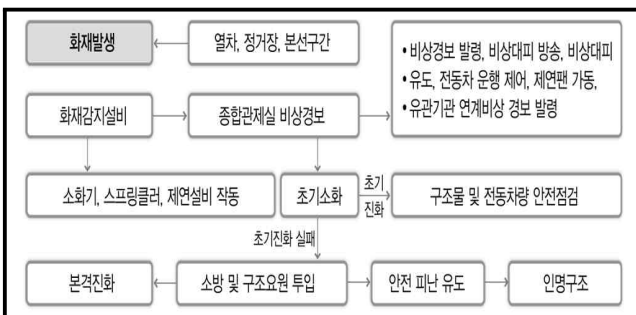 화재발생
열차, 정거장, 본선구간
• 비상경보 발령, 비상대피 방송, 비상대피
• 유도, 전동차 운행 제어, 제연팬 가동,
• 유관기관 연계비상 경보 발령
화재감지설비
종합관제실 비상경보
소화기, 스프링클러, 제연설비 작동
초기소화
초기
진화
구조물 및 전동차량 안전점검
초기진화 실패
본격진화
소방 및 구조요원 투입
안전 피난 유도
인명구조